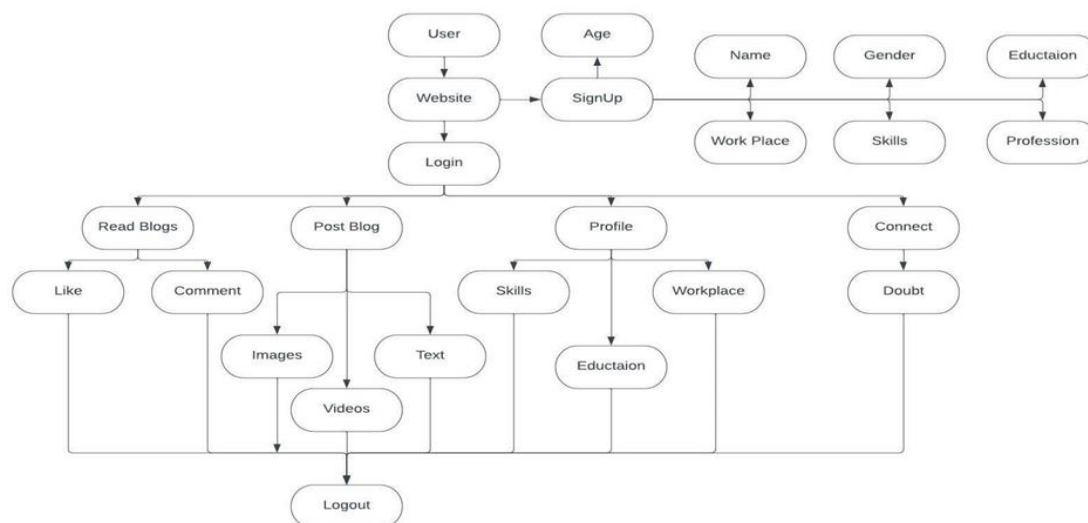 User
Age
Name
Gender
Eductaion
Website
SignUp
Work Place
Skills
Profession
Login
Read Blogs
Post Blog
Profile
Connect
Like
Comment
Skills
Workplace
Doubt
Images
Text
Eductaion
Videos
Logout